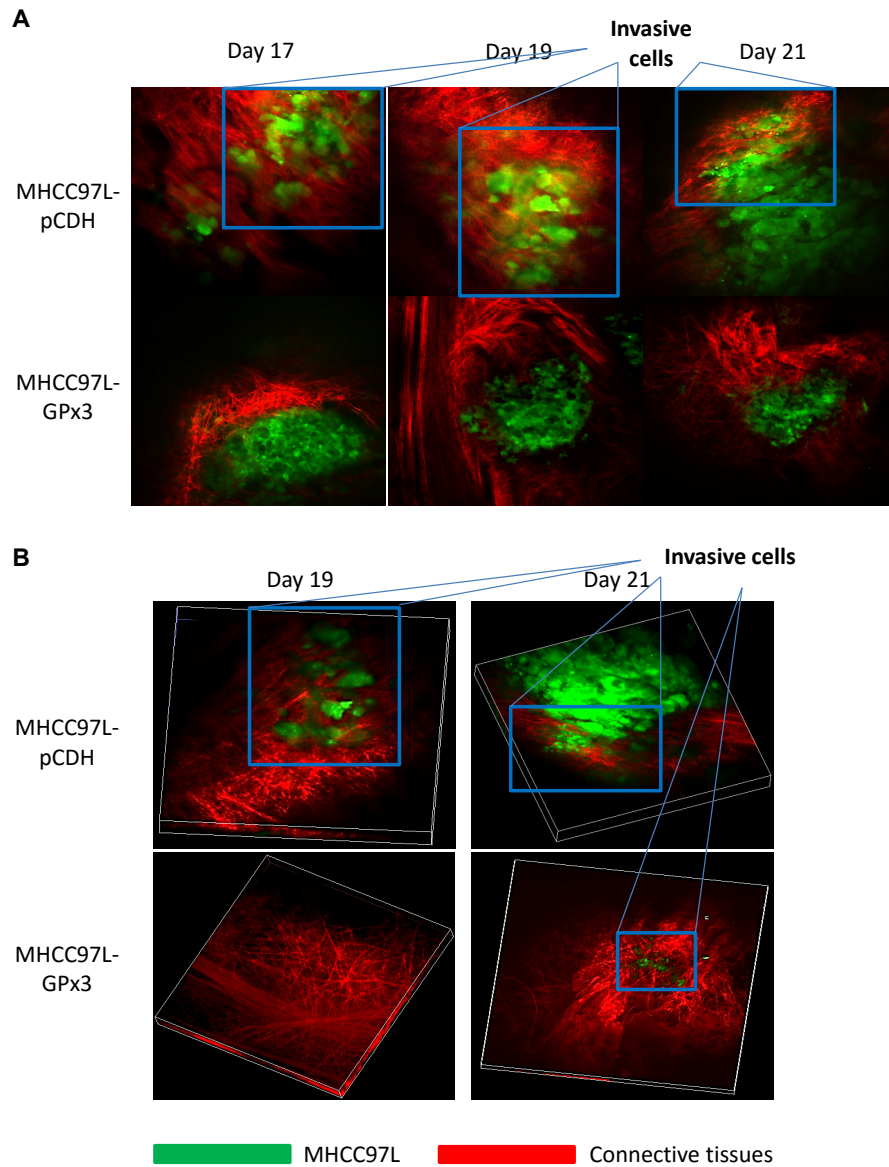 A
Invasive
cells
Day 17
Day 19
Day 21
MHCC97L-
pCDH
MHCC97L-
GPx3
B
Invasive cells
Day 19
Day 21
MHCC97L-
pCDH
MHCC97L-
GPx3
MHCC97L
Connective tissues